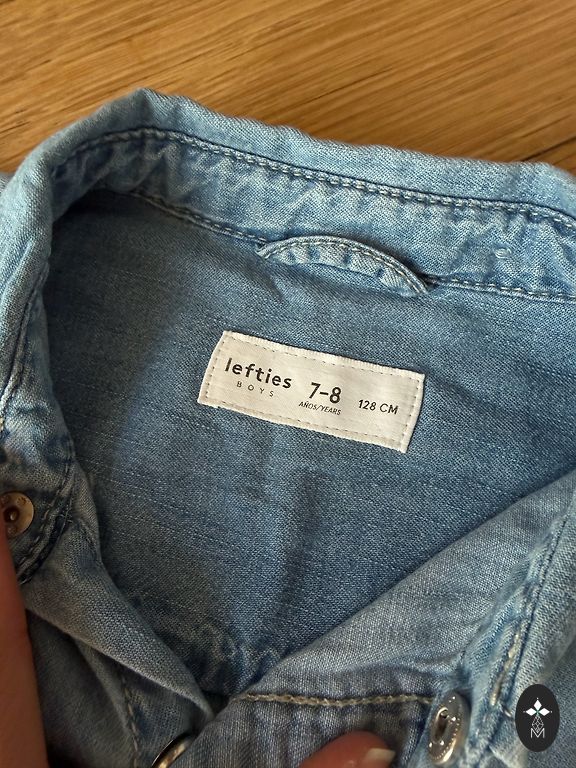 lefties
BOYS
7-8
AÑOS/YEARS
128 CM